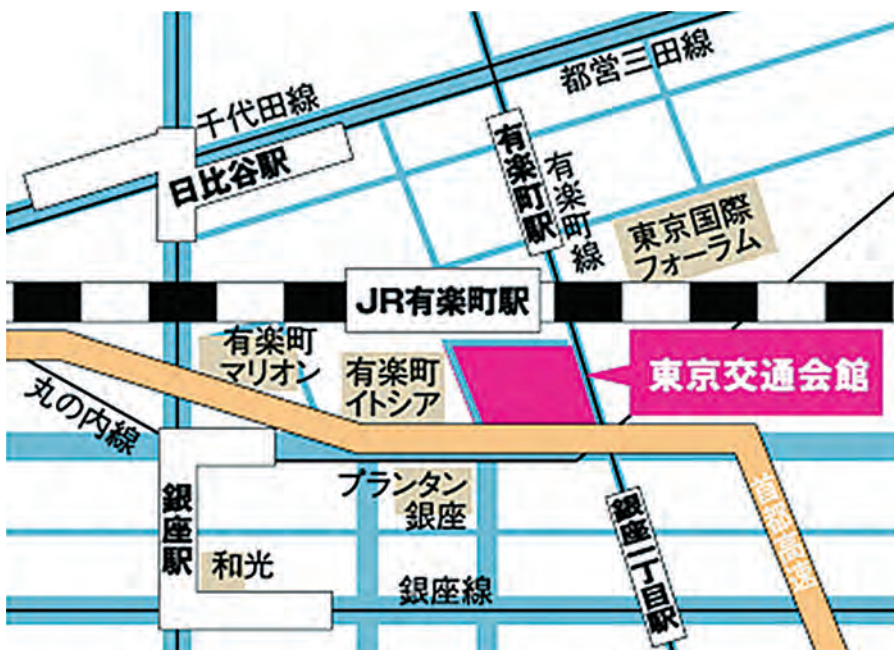 都営三田線
千代田線
日比谷駅
有楽町駅
有楽町線
東京国際
フォーラム
JR有楽町駅
有楽町
マリオン
有楽町
イトシア
東京交通会館
丸の内線
銀座駅
プランタン
銀座
首都高速
銀座一丁目駅
和光
銀座線